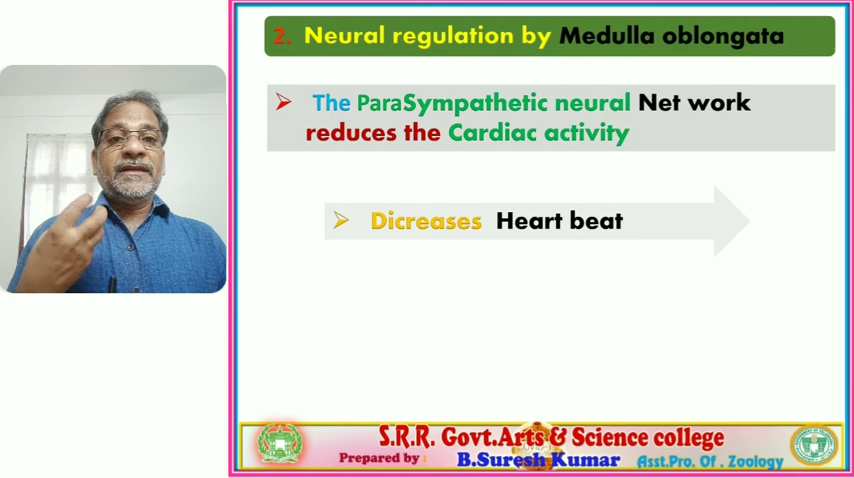 2. Neural regulation by Medulla oblongata
➢ The ParaSympathetic neural Net work
reduces the Cardiac activity
➢ Dicreases Heart beat
S.R.R. Govt.Arts & Science college
Prepared by : B.Suresh Kumar Asst.Pro. Of . Zoology